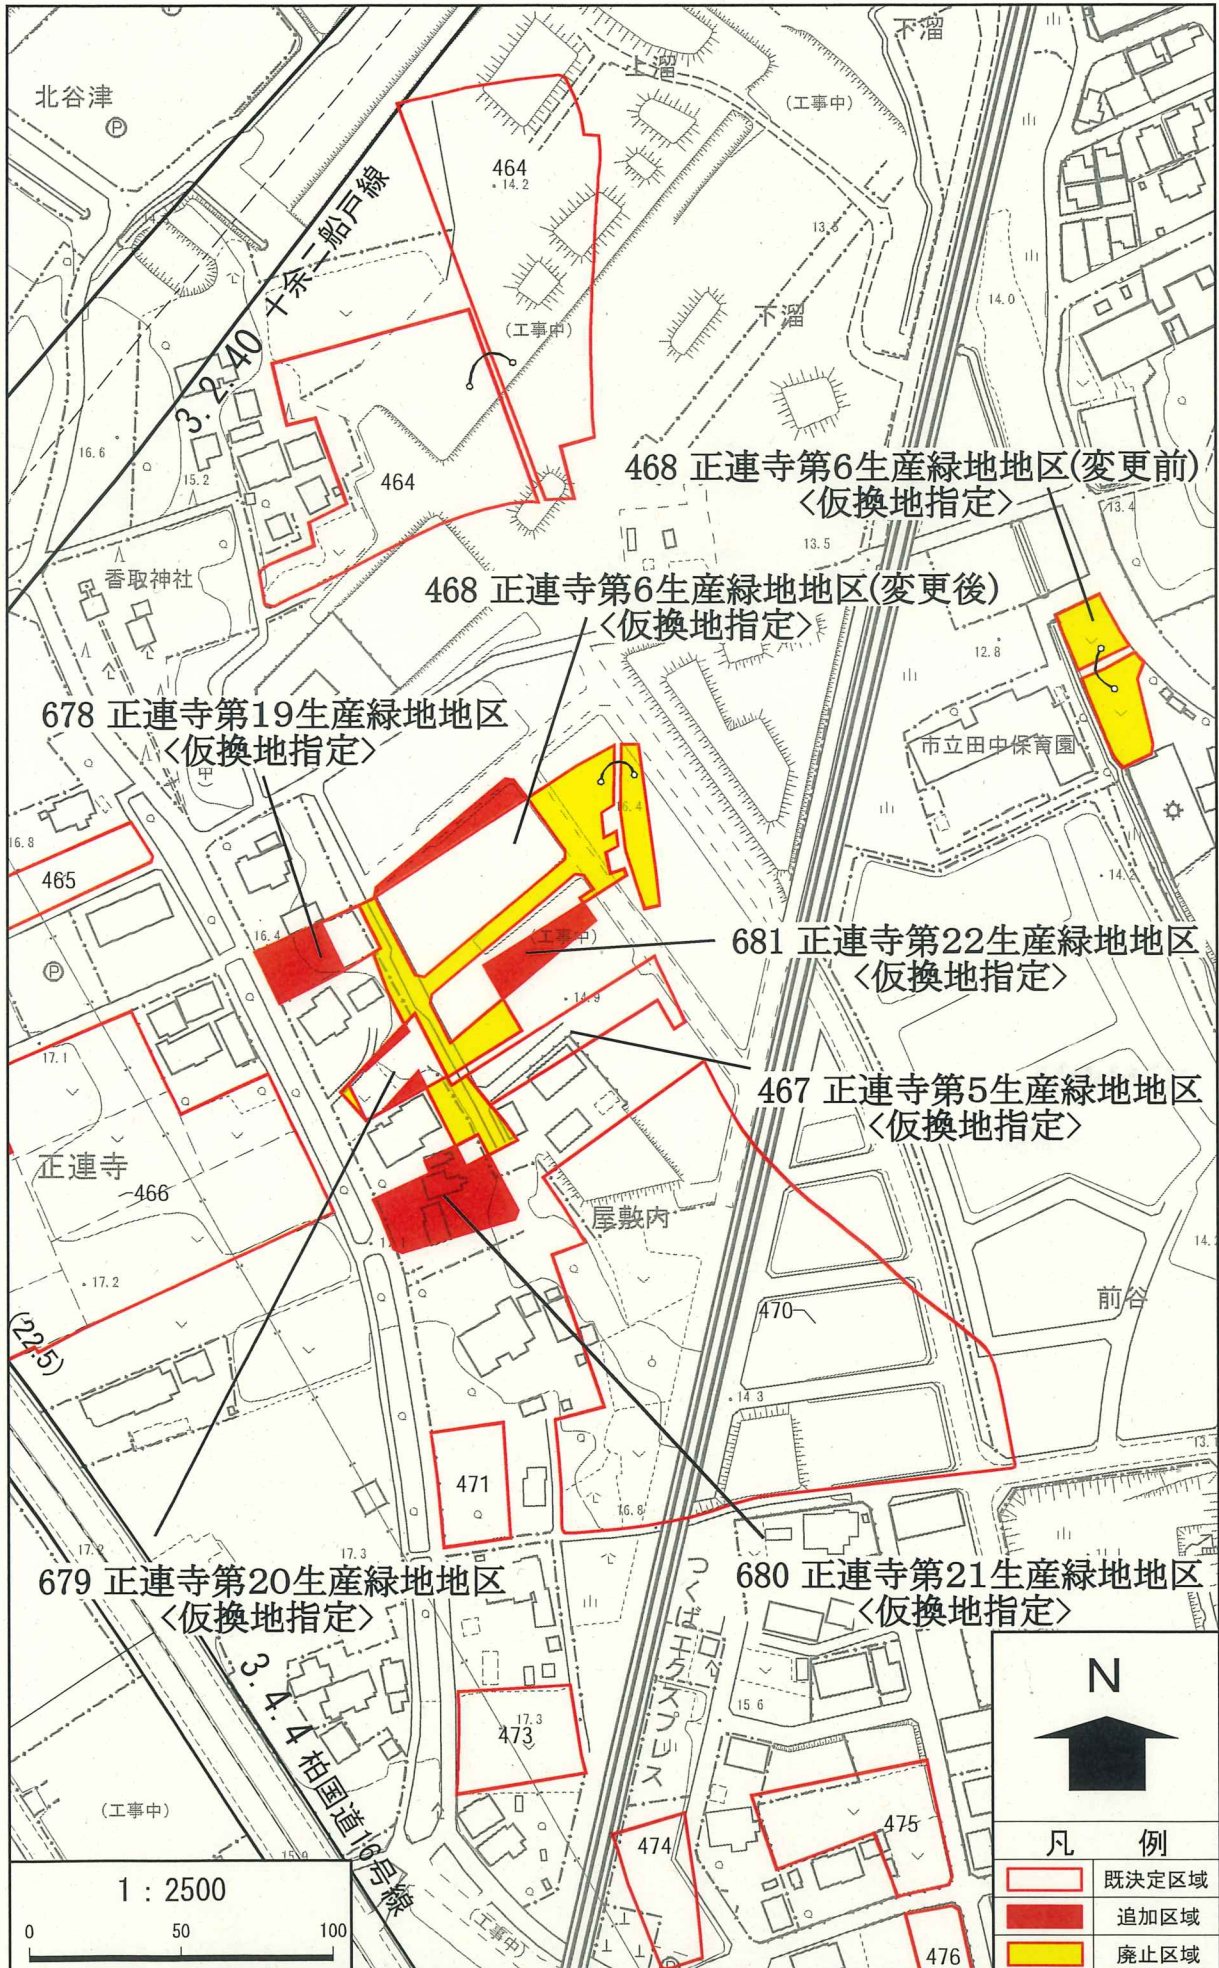 下溜
上溜
北谷津
P
(工事中)
464
14.2
13.5
3.2.40 十余二船戸線
14.0
下溜
(工事中)
16.6
15.2
464
468 正連寺第6生産緑地地区(変更前)
<仮換地指定>
13.4
13.5
香取神社
468 正連寺第6生産緑地地区(変更後)
<仮換地指定>
12.8
678 正連寺第19生産緑地地区
<仮換地指定>
市立田中保育園
16.4
16.8
465
14.2
16.4
(工事中)
681 正連寺第22生産緑地地区
<仮換地指定>
P
14.9
17.1
467 正連寺第5生産緑地地区
<仮換地指定>
正連寺
466
屋敷内
17.1
14.2
17.2
前谷
470
(22.5)
14.3
13.1
471
16.8
17.2
17.3
679 正連寺第20生産緑地地区
<仮換地指定>
680 正連寺第21生産緑地地区
<仮換地指定>
つくばエクスプレス
3.4.4 柏国道16号線
17.3
473
15.6
(工事中)
15.9
474
475
(工事中)
476
1:2500
0 50 100
N
凡 例
既決定区域
追加区域
廃止区域